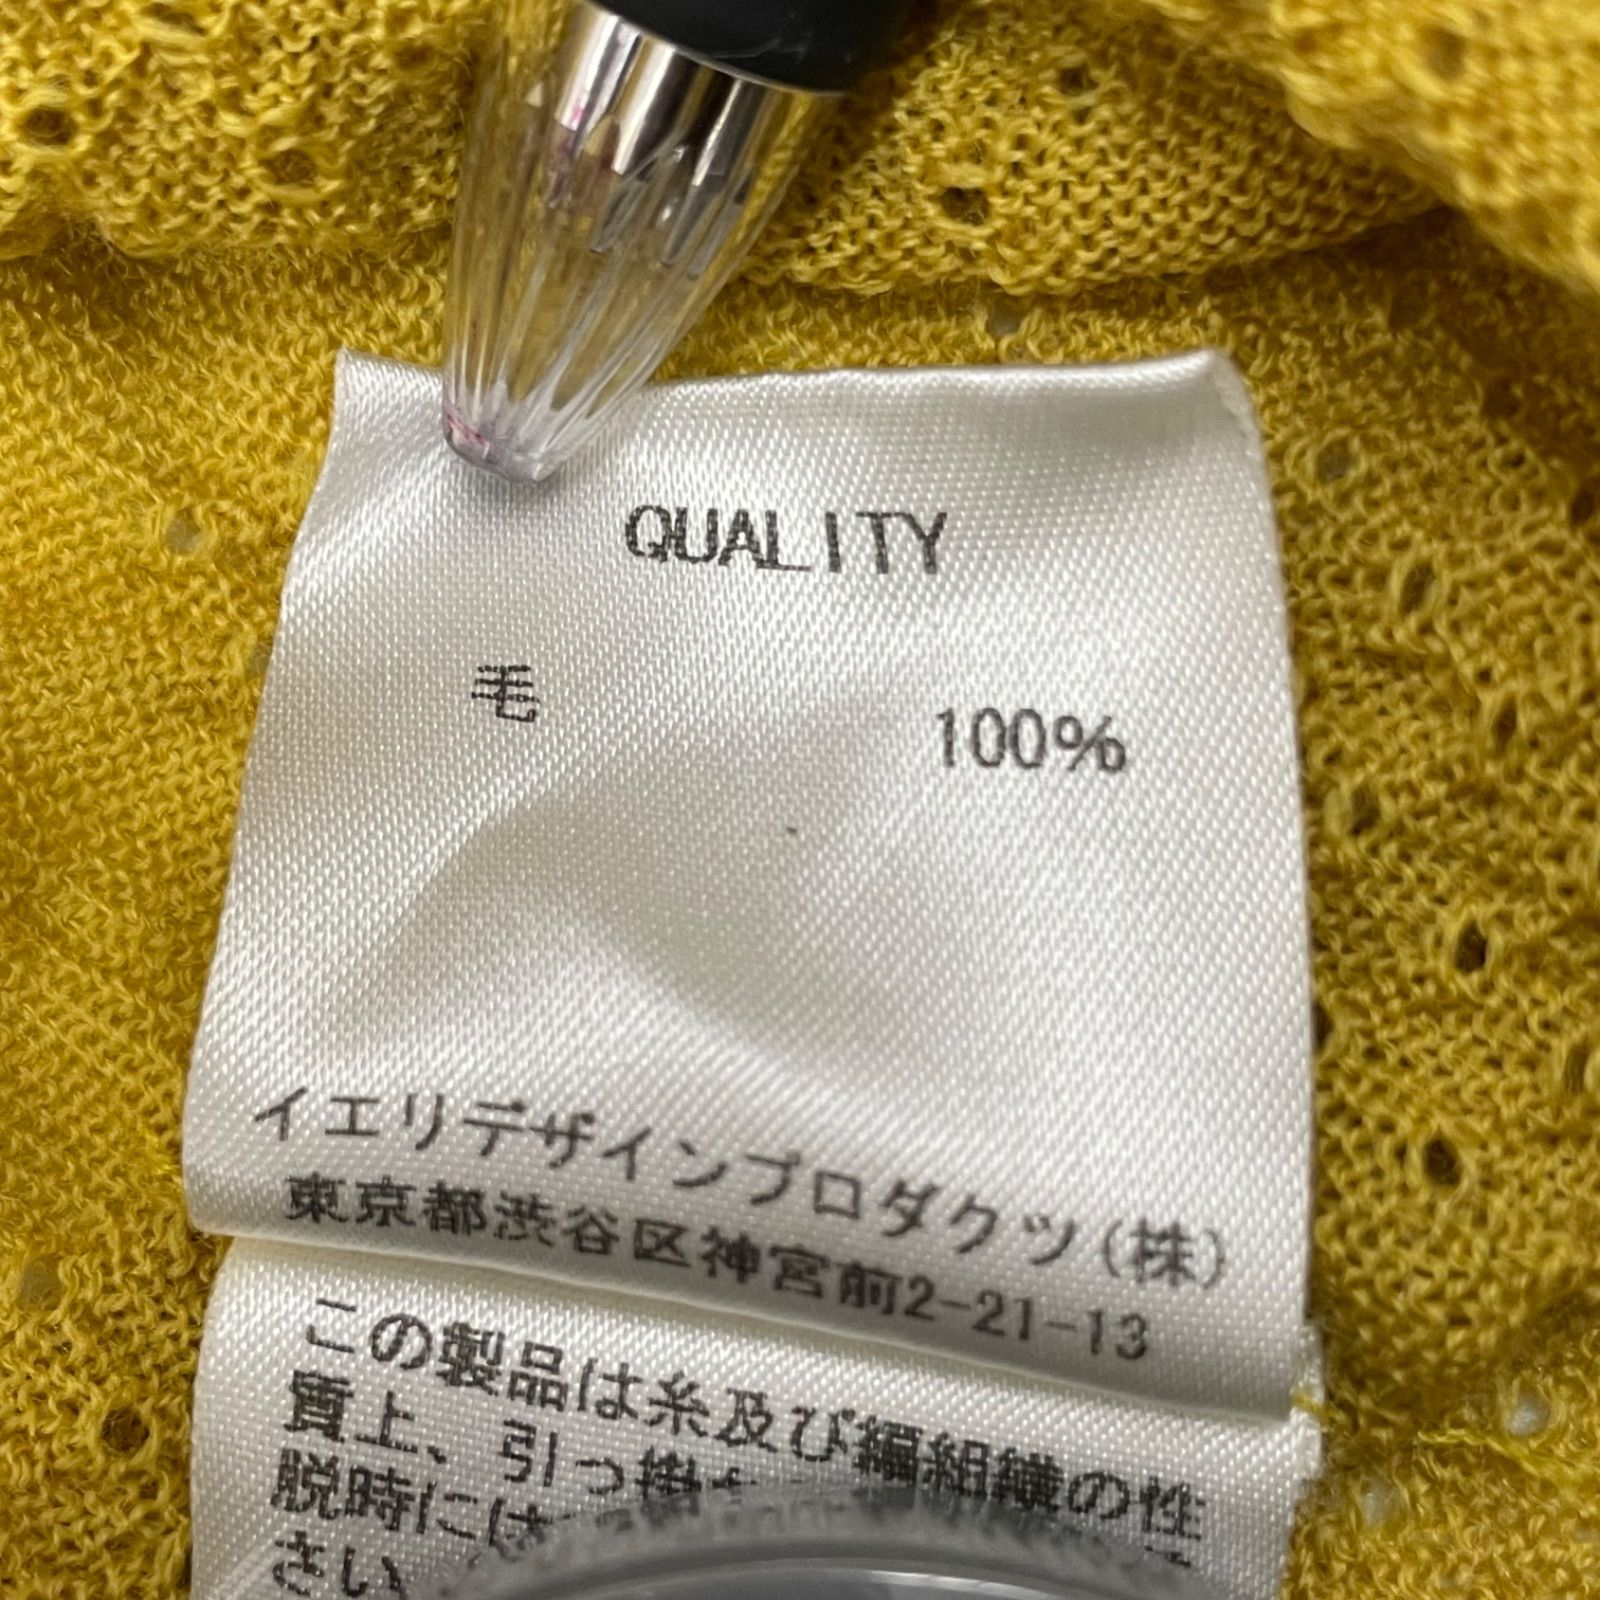 QUALITY
毛 100%
イエリデザインプロダクツ(株)
東京都渋谷区神宮前2-21-13
この製品は糸及び編組織の性
質上、引っ掛
脱時には
さい